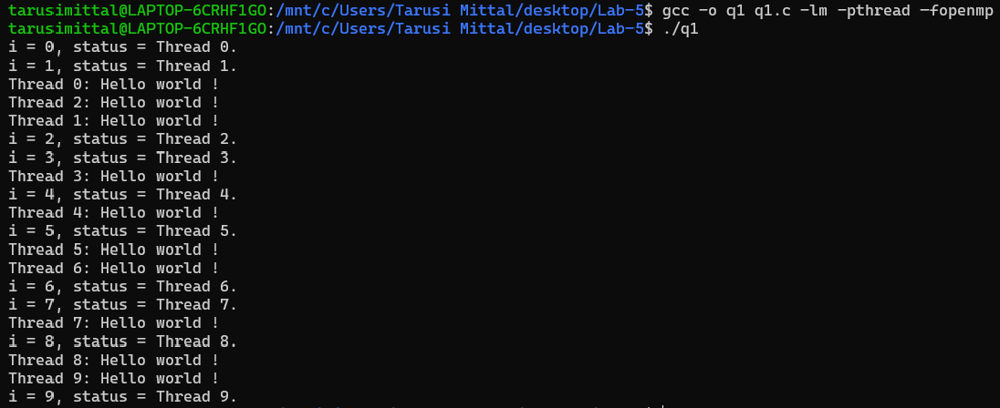 tarusimittal@LAPTOP-6CRHF1GO:/mnt/c/Users/Tarusi Mittal/desktop/Lab-5$ gcc -o q1 q1.c -lm -pthread -fopenmp
tarusimittal@LAPTOP-6CRHF1GO:/mnt/c/Users/Tarusi Mittal/desktop/Lab-5$ ./q1
i = 0, status = Thread 0.
i = 1, status = Thread 1.
Thread 0: Hello world !
Thread 2: Hello world !
Thread 1: Hello world !
i = 2, status = Thread 2.
i = 3, status = Thread 3.
Thread 3: Hello world !
i = 4, status = Thread 4.
Thread 4: Hello world !
i = 5, status = Thread 5.
Thread 5: Hello world !
Thread 6: Hello world !
i = 6, status = Thread 6.
i = 7, status = Thread 7.
Thread 7: Hello world !
i = 8, status = Thread 8.
Thread 8: Hello world !
Thread 9: Hello world !
i = 9, status = Thread 9.